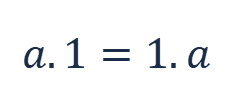 a. 1 = 1. a